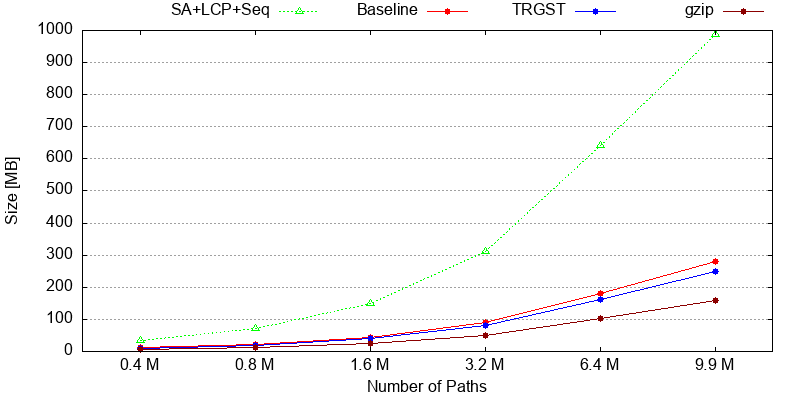 SA+LCP+Seq Baseline TRGST gzip
1000
900
800
700
600
500
400
300
200
100
0
Size [MB]
0.4 M 0.8 M 1.6 M 3.2 M 6.4 M 9.9 M
Number of Paths